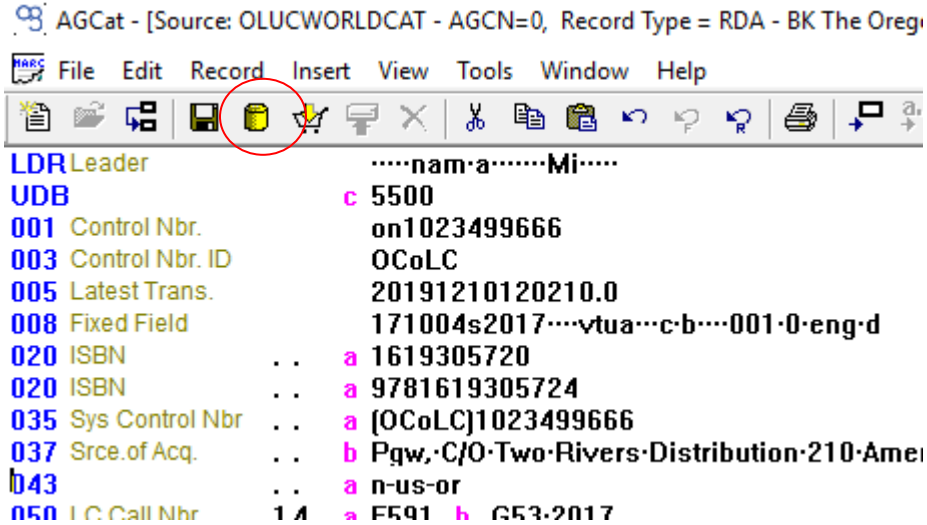 AGCat - [Source: OLUCWORLDCAT - AGCN=0, Record Type = RDA - BK The Orego
MARC File Edit Record Insert View Tools Window Help
LDR Leader ·····nam·a·······Mi·····
UDB c 5500
001 Control Nbr. on1023499666
003 Control Nbr. ID OCoLC
005 Latest Trans. 20191210120210.0
008 Fixed Field 171004s2017····vtua···c·b····001·0·eng·d
020 ISBN . . a 1619305720
020 ISBN . . a 9781619305724
035 Sys Control Nbr . . a (OCoLC)1023499666
037 Srce.of Acq. . . b Pgw,·C/O·Two·Rivers·Distribution·210·Amer
043 . . a n-us-or
050 LC Call Nbr 1 4 a F591 b .G53·2017